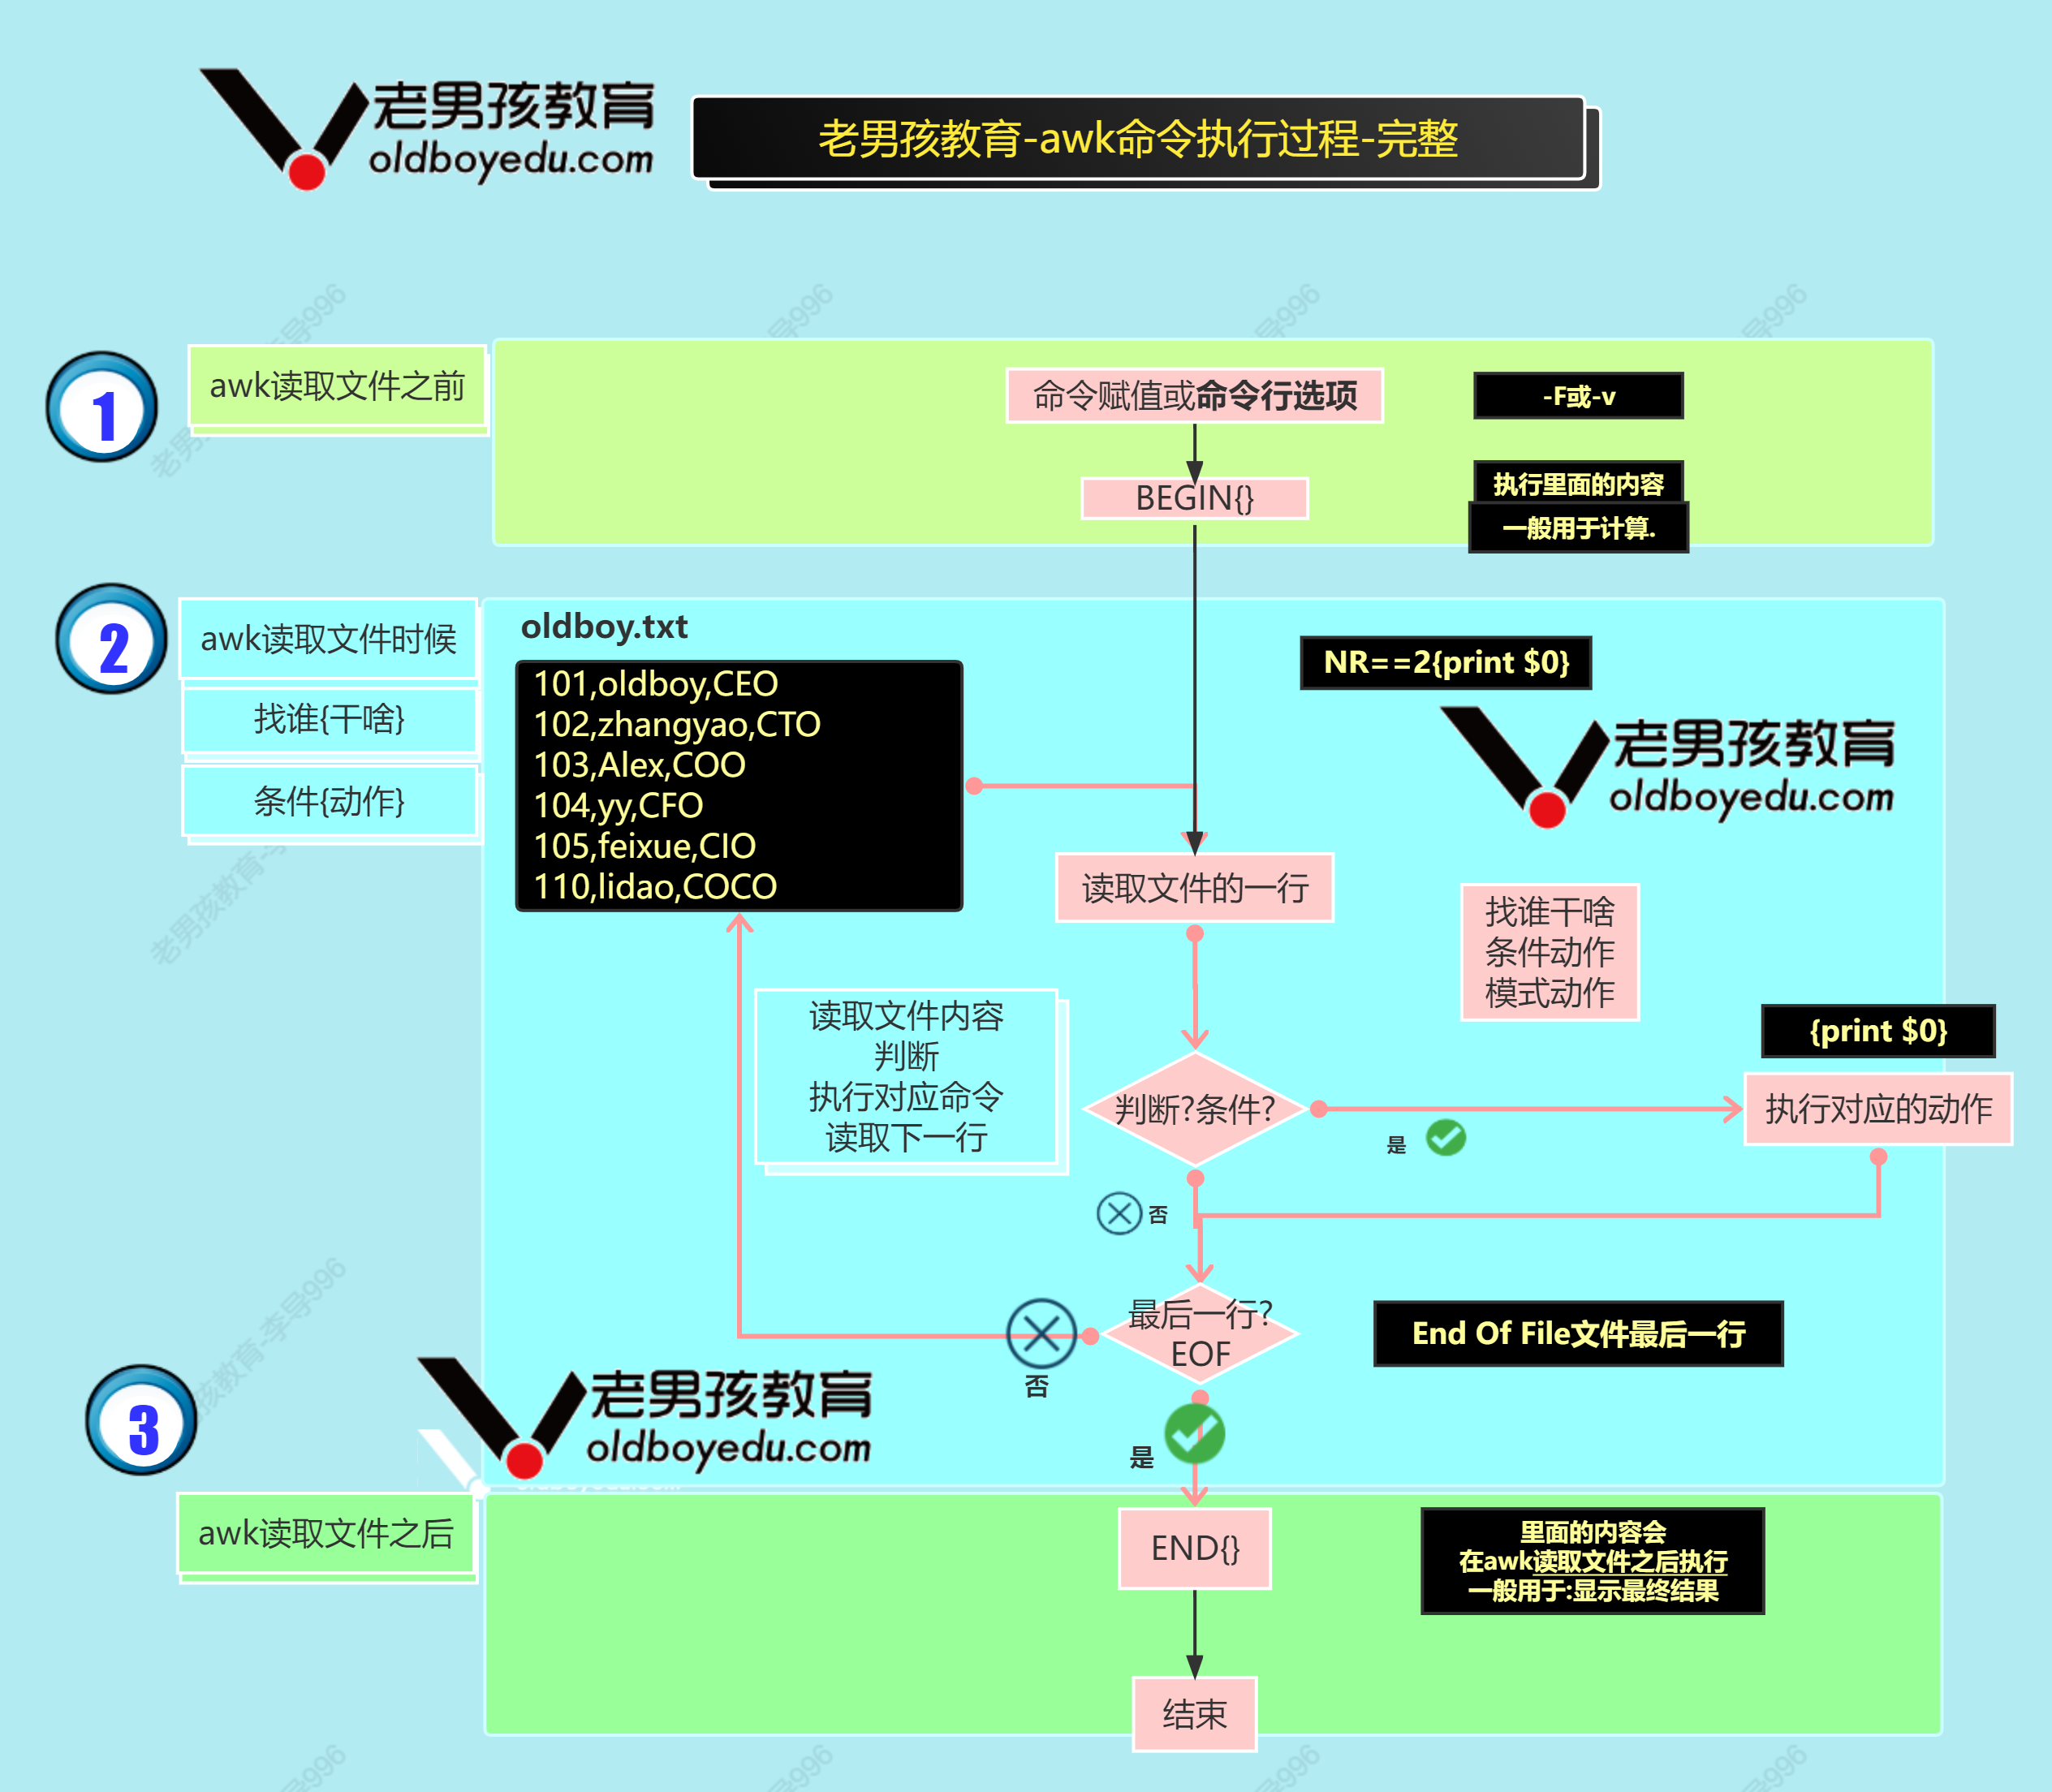 老男孩教育
oldboyedu.com
老男孩教育-awk命令执行过程-完整
1
awk读取文件之前
命令赋值或命令行选项
-F或-v
BEGIN{}
执行里面的内容
一般用于计算.
2
awk读取文件时候
找谁{干啥}
条件{动作}
oldboy.txt
101,oldboy,CEO
102,zhangyao,CTO
103,Alex,COO
104,yy,CFO
105,feixue,CIO
110,lidao,COCO
NR==2{print $0}
老男孩教育
oldboyedu.com
读取文件的一行
找谁干啥
条件动作
模式动作
读取文件内容
判断
执行对应命令
读取下一行
{print $0}
判断?条件?
是
执行对应的动作
否
最后一行?
EOF
否
End Of File文件最后一行
是
3
老男孩教育
oldboyedu.com
awk读取文件之后
END{}
里面的内容会
在awk读取文件之后执行
一般用于:显示最终结果
结束
老男孩教育-李导996